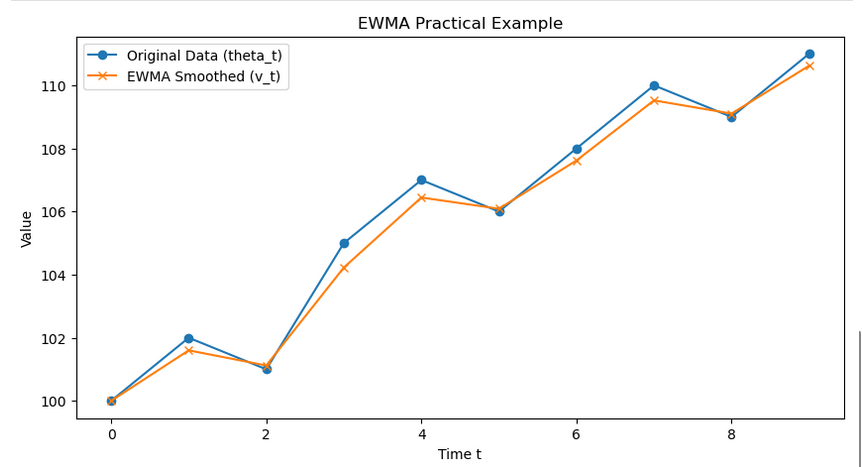 EWMA Practical Example
Original Data (theta_t)
EWMA Smoothed (v_t)
110
108
106
104
102
100
Value
0 2 4 6 8
Time t